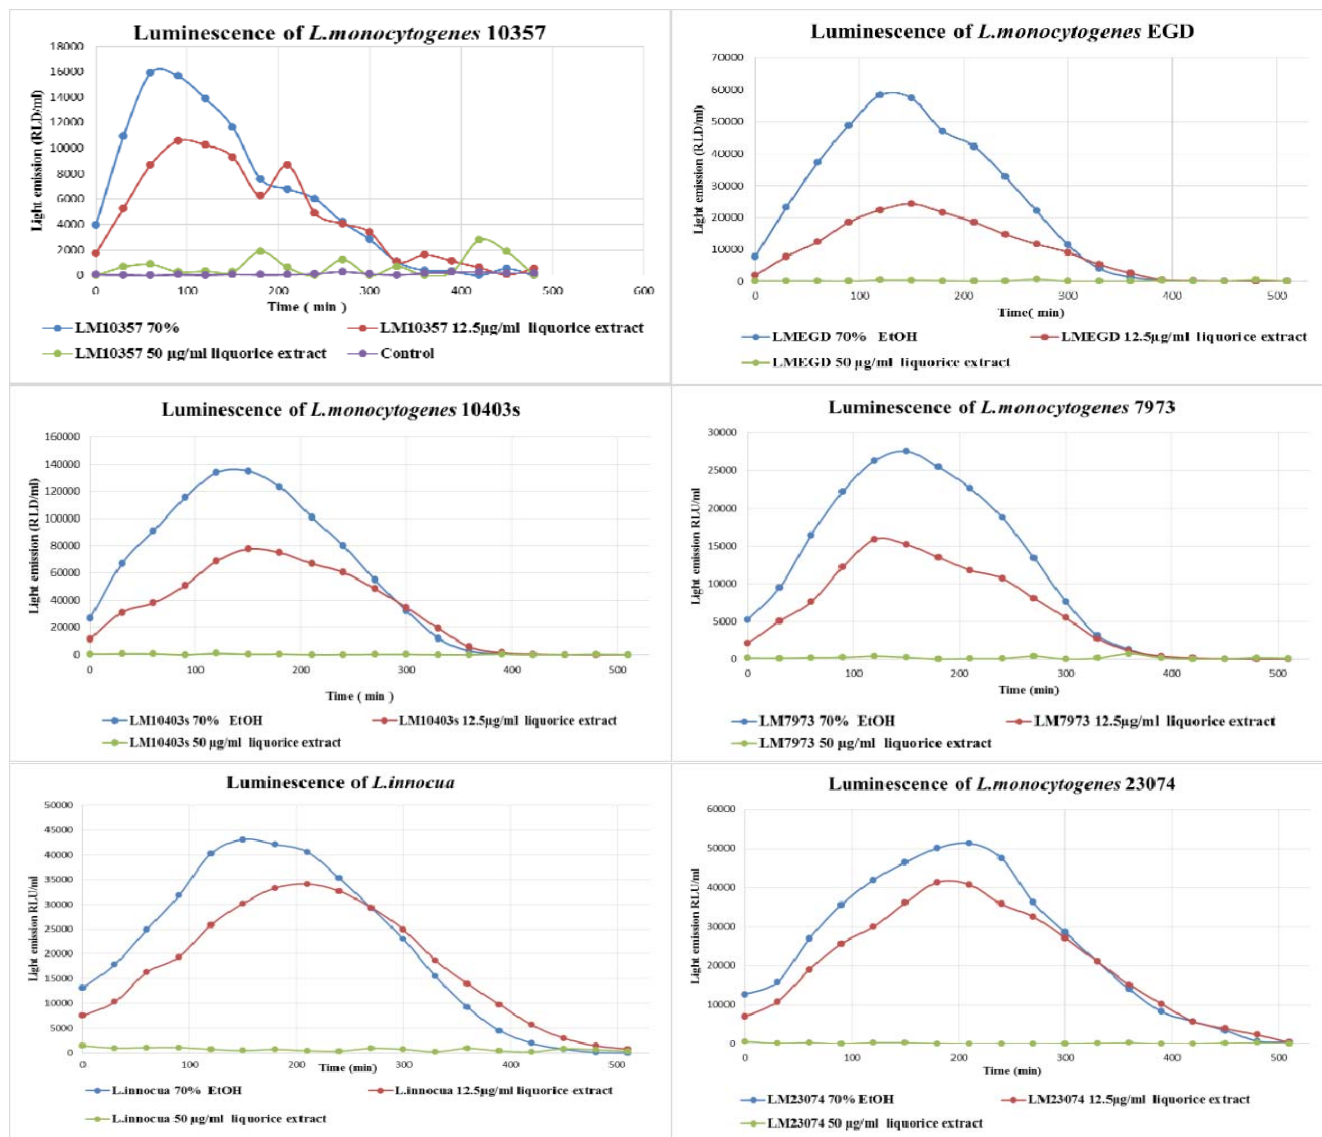 Luminescence of L.monocytogenes 10357
18000
16000
14000
12000
10000
8000
6000
4000
2000
0
Light emission (RLD/ml)
0 100 200 300 400 500 600
Time ( min )
LM10357 70% LM10357 12.5µg/ml liquorice extract
LM10357 50 µg/ml liquorice extract Control
Luminescence of L.monocytogenes EGD
70000
60000
50000
40000
30000
20000
10000
0
Light emission (RLD/ml)
0 100 200 300 400 500
Time( min)
LMEGD 70% EtOH LMEGD 12.5µg/ml liquorice extract
LMEGD 50 µg/ml liquorice extract
Luminescence of L.monocytogenes 10403s
160000
140000
120000
100000
80000
60000
40000
20000
0
Light emission (RLD/ml)
0 100 200 300 400 500
Time ( min )
LM10403s 70% EtOH LM10403s 12.5µg/ml liquorice extract
LM10403s 50 µg/ml liquorice extract
Luminescence of L.monocytogenes 7973
30000
25000
20000
15000
10000
5000
0
Light emission RLU/ml
0 100 200 300 400 500
Time (min)
LM7973 70% EtOH LM7973 12.5µg/ml liquorice extract
LM7973 50 µg/ml liquorice extract
Luminescence of L.innocua
50000
45000
40000
35000
30000
25000
20000
15000
10000
5000
0
Light emission RLU/ml
0 100 200 300 400 500
Time (min)
L.innocua 70% EtOH L.innocua 12.5µg/ml liquorice extract
L.innocua 50 µg/ml liquorice extract
Luminescence of L.monocytogenes 23074
60000
50000
40000
30000
20000
10000
0
Light emission RLU/ml
0 100 200 300 400 500
Time (min)
LM23074 70% EtOH LM23074 12.5µg/ml liquorice extract
LM23074 50 µg/ml liquorice extract